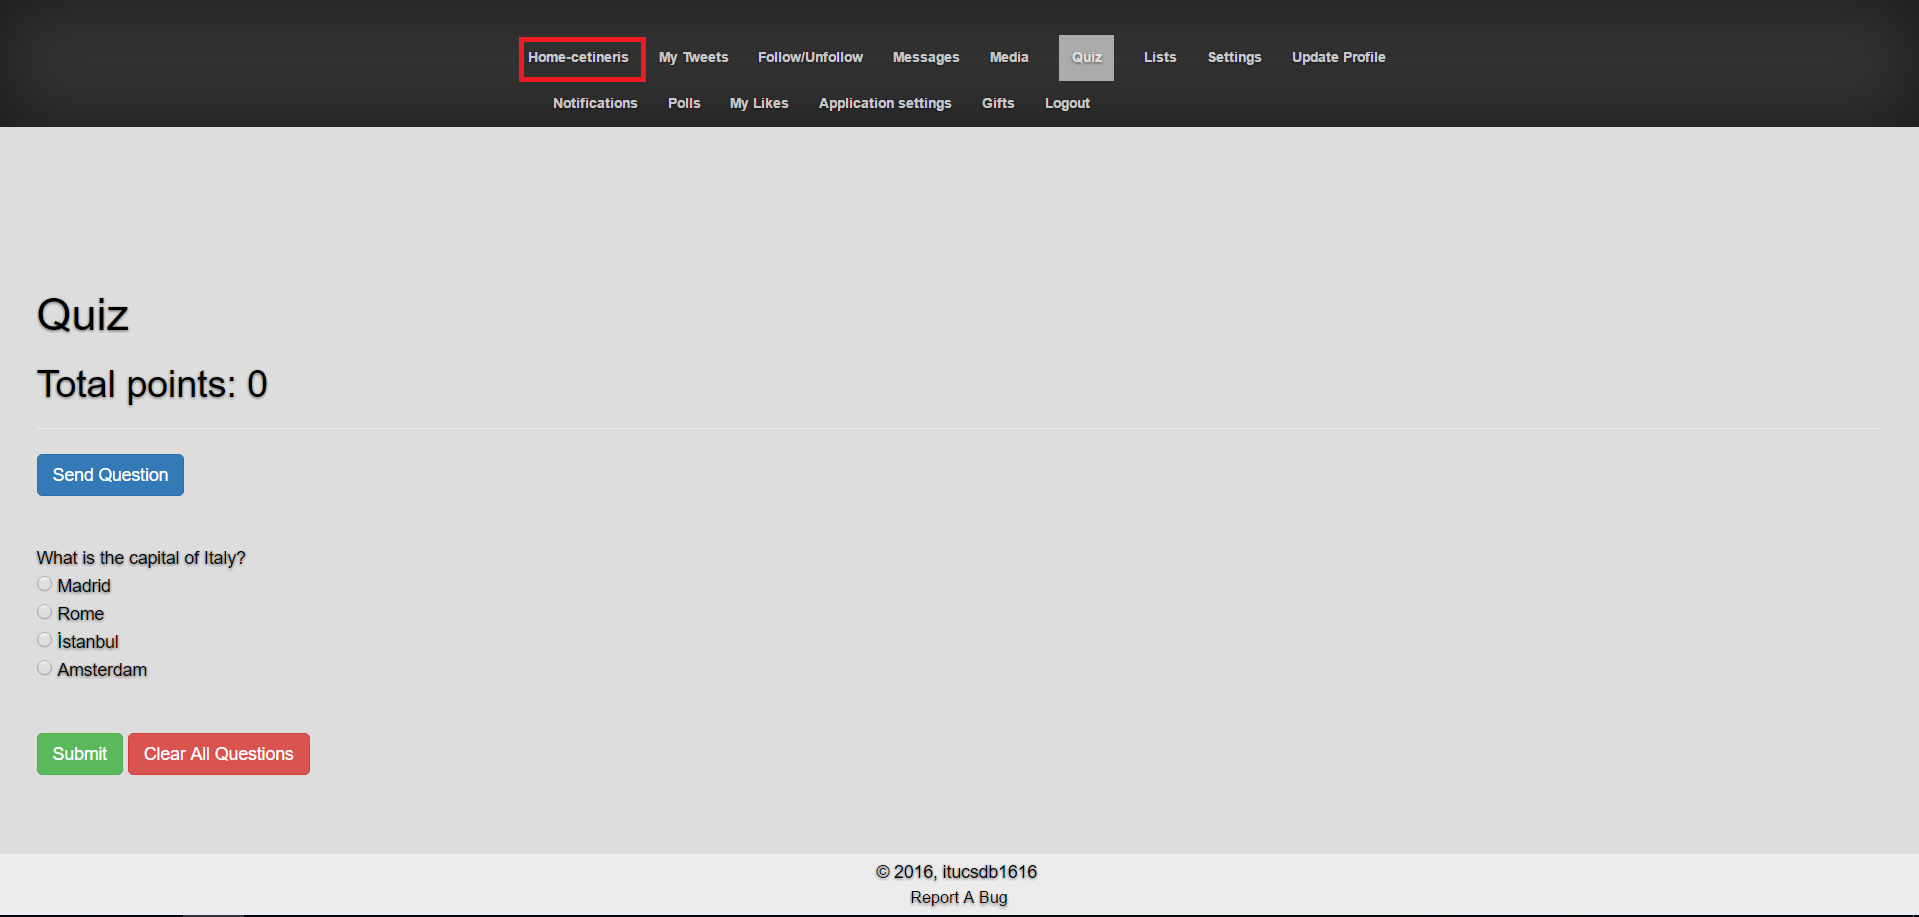 Home-cetineris My Tweets Follow/Unfollow Messages Media Quiz Lists Settings Update Profile
Notifications Polls My Likes Application settings Gifts Logout
Quiz
Total points: 0
Send Question
What is the capital of Italy?
Madrid
Rome
İstanbul
Amsterdam
Submit Clear All Questions
© 2016, itucsdb1616
Report A Bug